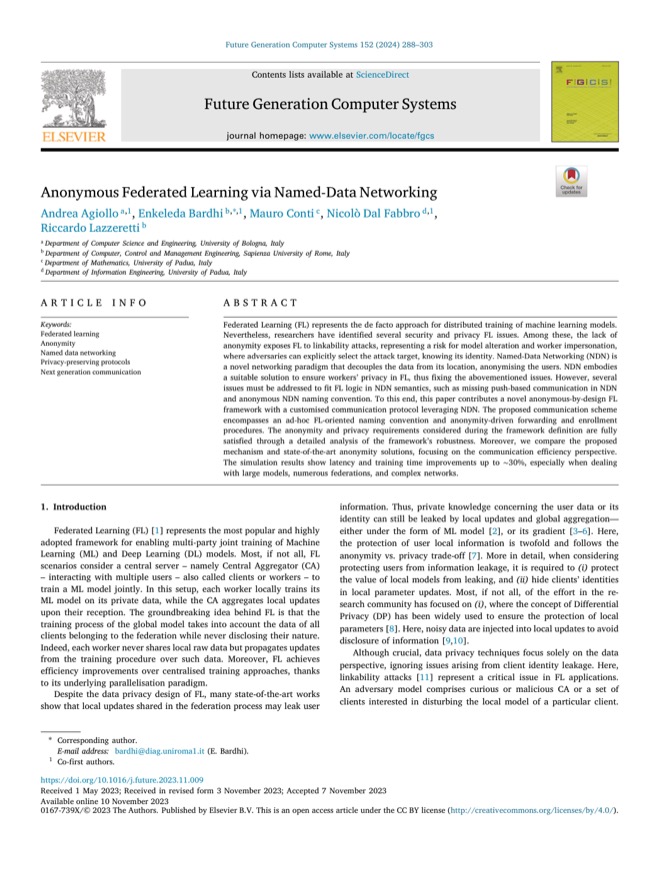 Future Generation Computer Systems 152 (2024) 288–303
Contents lists available at ScienceDirect
Future Generation Computer Systems
journal homepage: www.elsevier.com/locate/fgcs
ELSEVIER
FGCS
Check for
updates
Anonymous Federated Learning via Named-Data Networking
Andrea Agiollo a,1, Enkeleda Bardhi b,*,1, Mauro Conti c, Nicolò Dal Fabbro d,1,
Riccardo Lazzeretti b
a Department of Computer Science and Engineering, University of Bologna, Italy
b Department of Computer, Control and Management Engineering, Sapienza University of Rome, Italy
c Department of Mathematics, University of Padua, Italy
d Department of Information Engineering, University of Padua, Italy
ARTICLE INFO
Keywords:
Federated learning
Anonymity
Named data networking
Privacy-preserving protocols
Next generation communication
ABSTRACT
Federated Learning (FL) represents the de facto approach for distributed training of machine learning models.
Nevertheless, researchers have identified several security and privacy FL issues. Among these, the lack of
anonymity exposes FL to linkability attacks, representing a risk for model alteration and worker impersonation,
where adversaries can explicitly select the attack target, knowing its identity. Named-Data Networking (NDN) is
a novel networking paradigm that decouples the data from its location, anonymising the users. NDN embodies
a suitable solution to ensure workers' privacy in FL, thus fixing the abovementioned issues. However, several
issues must be addressed to fit FL logic in NDN semantics, such as missing push-based communication in NDN
and anonymous NDN naming convention. To this end, this paper contributes a novel anonymous-by-design FL
framework with a customised communication protocol leveraging NDN. The proposed communication scheme
encompasses an ad-hoc FL-oriented naming convention and anonymity-driven forwarding and enrollment
procedures. The anonymity and privacy requirements considered during the framework definition are fully
satisfied through a detailed analysis of the framework's robustness. Moreover, we compare the proposed
mechanism and state-of-the-art anonymity solutions, focusing on the communication efficiency perspective.
The simulation results show latency and training time improvements up to ~30%, especially when dealing
with large models, numerous federations, and complex networks.
1. Introduction
Federated Learning (FL) [1] represents the most popular and highly
adopted framework for enabling multi-party joint training of Machine
Learning (ML) and Deep Learning (DL) models. Most, if not all, FL
scenarios consider a central server – namely Central Aggregator (CA)
– interacting with multiple users – also called clients or workers – to
train a ML model jointly. In this setup, each worker locally trains its
ML model on its private data, while the CA aggregates local updates
upon their reception. The groundbreaking idea behind FL is that the
training process of the global model takes into account the data of all
clients belonging to the federation while never disclosing their nature.
Indeed, each worker never shares local raw data but propagates updates
from the training procedure over such data. Moreover, FL achieves
efficiency improvements over centralised training approaches, thanks
to its underlying parallelisation paradigm.
Despite the data privacy design of FL, many state-of-the-art works
show that local updates shared in the federation process may leak user
information. Thus, private knowledge concerning the user data or its
identity can still be leaked by local updates and global aggregation—
either under the form of ML model [2], or its gradient [3–6]. Here,
the protection of user local information is twofold and follows the
anonymity vs. privacy trade-off [7]. More in detail, when considering
protecting users from information leakage, it is required to (i) protect
the value of local models from leaking, and (ii) hide clients' identities
in local parameter updates. Most, if not all, of the effort in the re-
search community has focused on (i), where the concept of Differential
Privacy (DP) has been widely used to ensure the protection of local
parameters [8]. Here, noisy data are injected into local updates to avoid
disclosure of information [9,10].
Although crucial, data privacy techniques focus solely on the data
perspective, ignoring issues arising from client identity leakage. Here,
linkability attacks [11] represent a critical issue in FL applications.
An adversary model comprises curious or malicious CA or a set of
clients interested in disturbing the local model of a particular client.
* Corresponding author.
E-mail address: bardhi@diag.uniroma1.it (E. Bardhi).
1 Co-first authors.
https://doi.org/10.1016/j.future.2023.11.009
Received 1 May 2023; Received in revised form 3 November 2023; Accepted 7 November 2023
Available online 10 November 2023
0167-739X/© 2023 The Authors. Published by Elsevier B.V. This is an open access article under the CC BY license (http://creativecommons.org/licenses/by/4.0/).